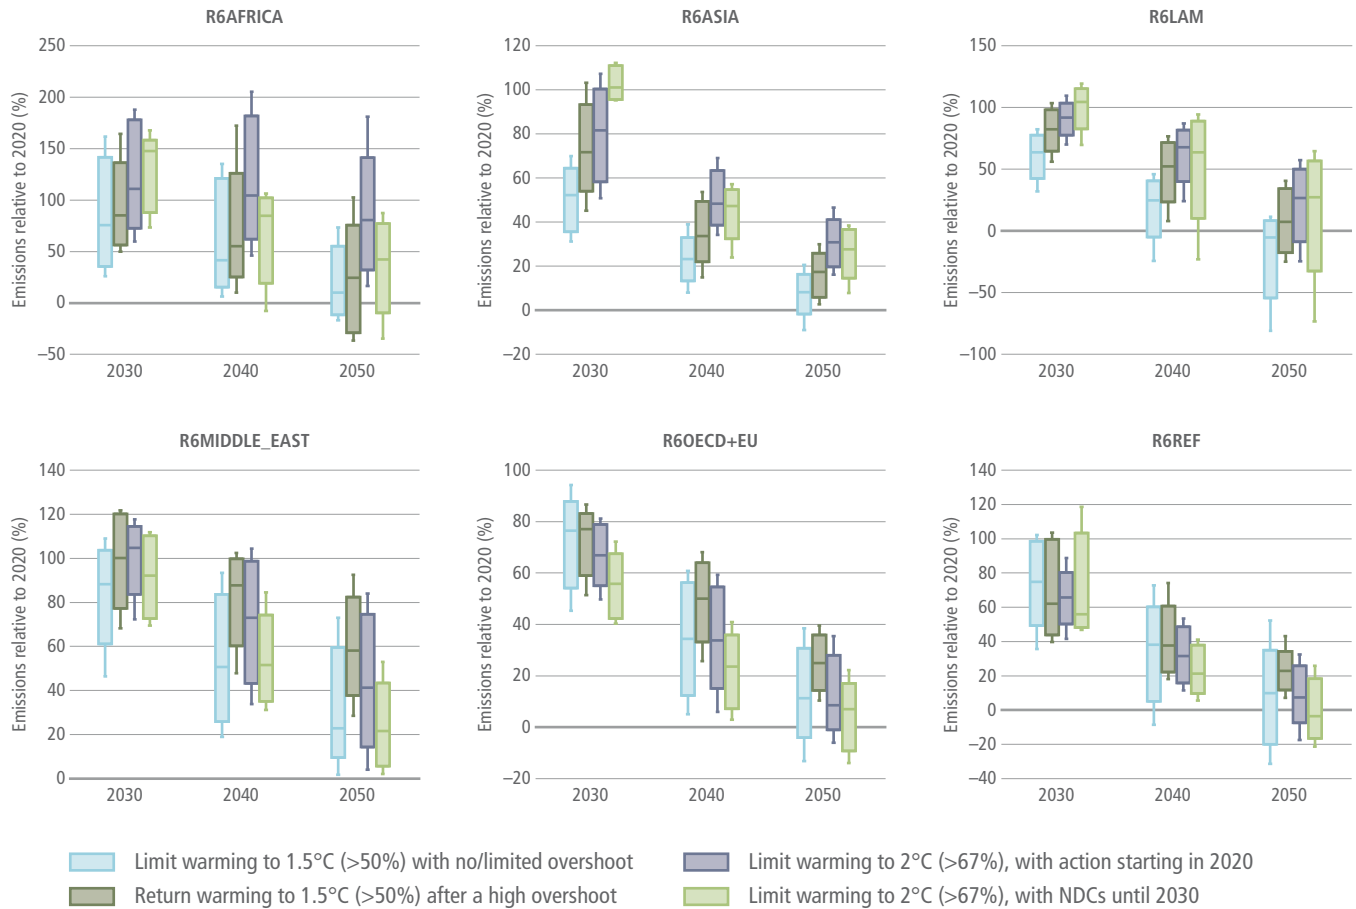 R6AFRICA
Emissions relative to 2020 (%)
250
200
150
100
50
0
–50
2030 2040 2050
R6ASIA
Emissions relative to 2020 (%)
120
100
80
60
40
20
0
–20
2030 2040 2050
R6LAM
Emissions relative to 2020 (%)
150
100
50
0
–50
–100
2030 2040 2050
R6MIDDLE_EAST
Emissions relative to 2020 (%)
140
120
100
80
60
40
20
0
2030 2040 2050
R6OECD+EU
Emissions relative to 2020 (%)
100
80
60
40
20
0
–20
2030 2040 2050
R6REF
Emissions relative to 2020 (%)
140
120
100
80
60
40
20
0
–20
–40
2030 2040 2050
Limit warming to 1.5°C (>50%) with no/limited overshoot
Return warming to 1.5°C (>50%) after a high overshoot
Limit warming to 2°C (>67%), with action starting in 2020
Limit warming to 2°C (>67%), with NDCs until 2030